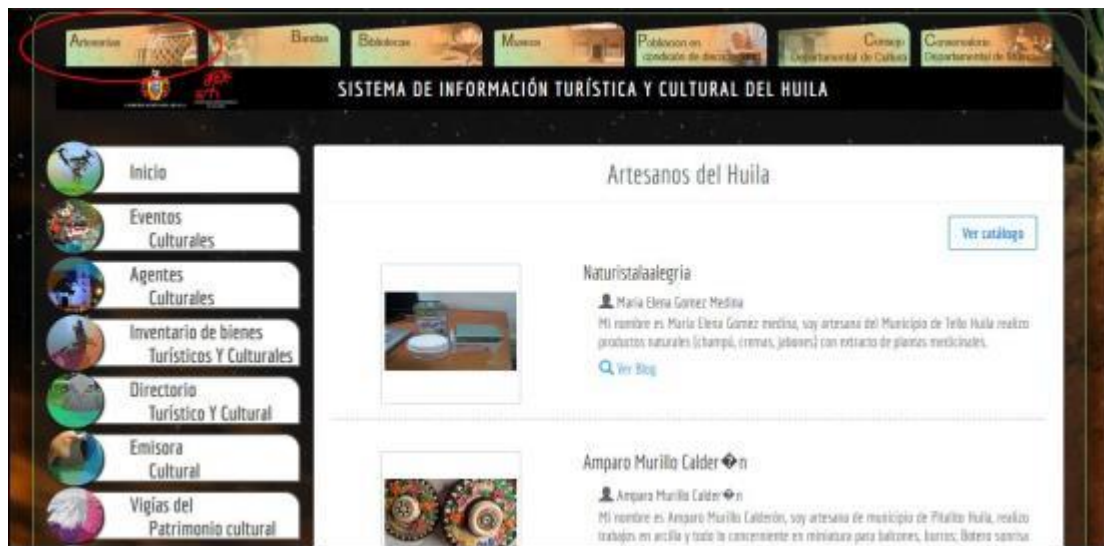 Artesanías
Bandas
Bibliotecas
Museos
Población en
condición de discapacidad
Consejo
Departamental de Cultura
Conservatorio
Departamental de
SISTEMA DE INFORMACIÓN TURÍSTICA Y CULTURAL DEL HUILA
Inicio
Eventos
Culturales
Agentes
Culturales
Inventario de bienes
Turísticos Y Culturales
Directorio
Turístico Y Cultural
Emisora
Cultural
Vigías del
Patrimonio cultural
Artesanos del Huila
Ver catálogo
Naturistalaalegria
Maria Elena Gomez Medina
Mi nombre es Maria Elena Gomez medina, soy artesana del Municipio de Tello Huila realizo
productos naturales (champú, cremas, jabones) con extracto de plantas medicinales.
Ver Blog
Amparo Murillo Calder�n
Amparo Murillo Calder�n
Mi nombre es Amparo Murillo Calderón, soy artesana de municipio de Pitalito Huila, realizo
trabajos en arcilla y todo lo concerniente en miniatura para balcones, burros; Botero sonrisa